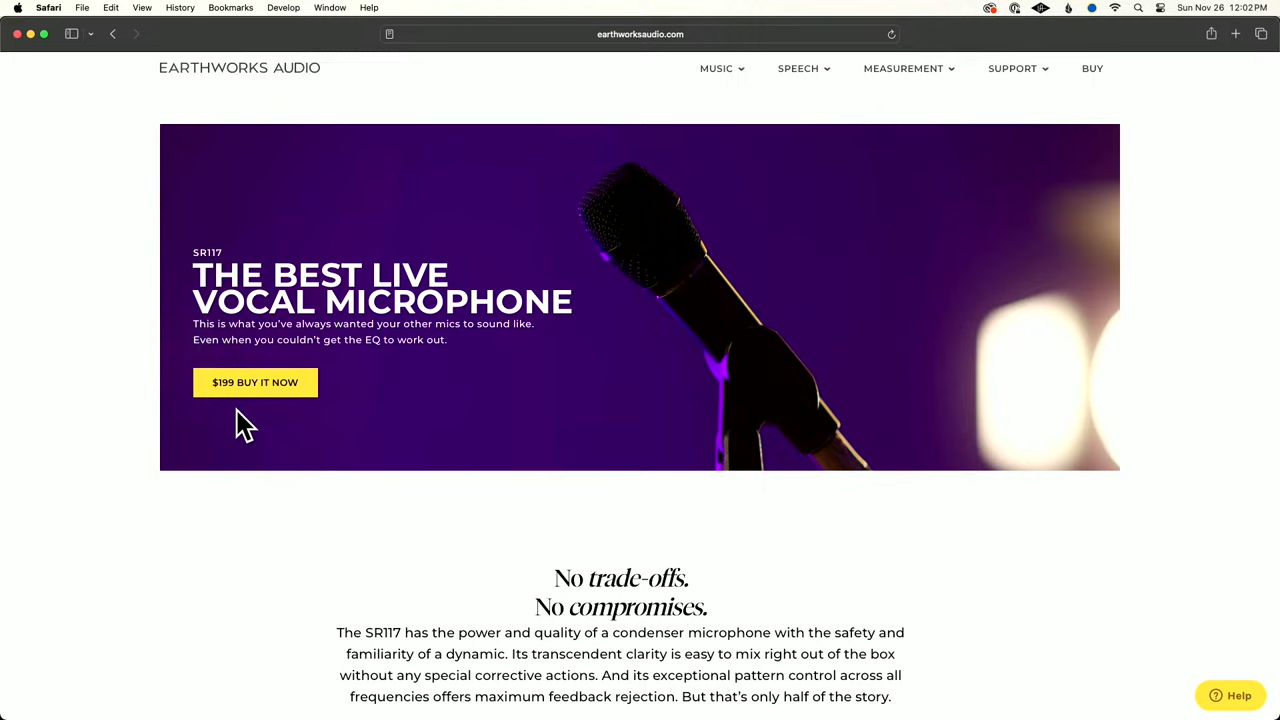 Safari File Edit View History Bookmarks Develop Window Help Sun Nov 26 12:02 PM
earthworksaudio.com
EARTHWORKS AUDIO MUSIC SPEECH MEASUREMENT SUPPORT BUY
SR117
THE BEST LIVE
VOCAL MICROPHONE
This is what you've always wanted your other mics to sound like.
Even when you couldn't get the EQ to work out.
$199 BUY IT NOW
No trade-offs.
No compromises.
The SR117 has the power and quality of a condenser microphone with the safety and
familiarity of a dynamic. Its transcendent clarity is easy to mix right out of the box
without any special corrective actions. And its exceptional pattern control across all
frequencies offers maximum feedback rejection. But that's only half of the story.
Help